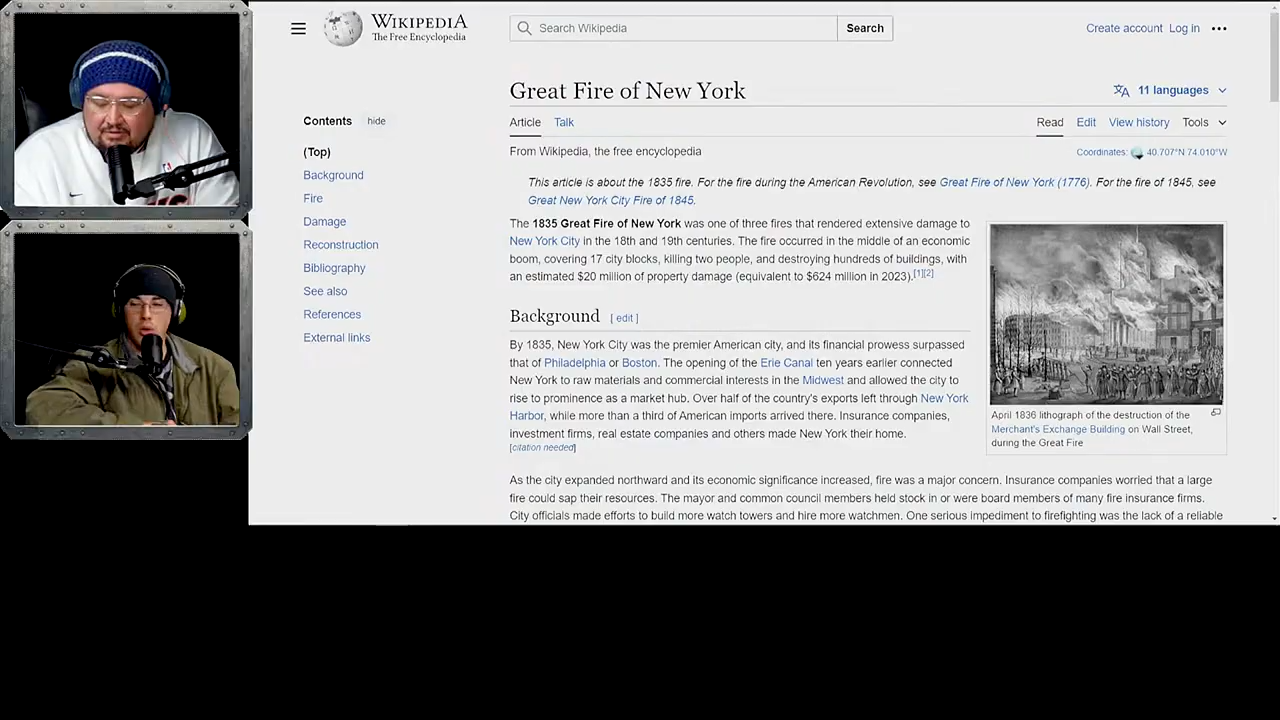 WIKIPEDIA
The Free Encyclopedia
Search Wikipedia
Search
Create account Log in
Great Fire of New York
11 languages
Contents hide
Article Talk
Read Edit View history Tools
(Top)
From Wikipedia, the free encyclopedia
Coordinates: 40.707°N 74.010°W
Background
Fire
Damage
Reconstruction
Bibliography
See also
References
External links
This article is about the 1835 fire. For the fire during the American Revolution, see Great Fire of New York (1776). For the fire of 1845, see
Great New York City Fire of 1845.
The 1835 Great Fire of New York was one of three fires that rendered extensive damage to
New York City in the 18th and 19th centuries. The fire occurred in the middle of an economic
boom, covering 17 city blocks, killing two people, and destroying hundreds of buildings, with
an estimated $20 million of property damage (equivalent to $624 million in 2023).[1][2]
Background [ edit ]
By 1835, New York City was the premier American city, and its financial prowess surpassed
that of Philadelphia or Boston. The opening of the Erie Canal ten years earlier connected
New York to raw materials and commercial interests in the Midwest and allowed the city to
rise to prominence as a market hub. Over half of the country's exports left through New York
Harbor, while more than a third of American imports arrived there. Insurance companies,
investment firms, real estate companies and others made New York their home.
[citation needed]
April 1836 lithograph of the destruction of the
Merchant's Exchange Building on Wall Street,
during the Great Fire
As the city expanded northward and its economic significance increased, fire was a major concern. Insurance companies worried that a large
fire could sap their resources. The mayor and common council members held stock in or were board members of many fire insurance firms.
City officials made efforts to build more watch towers and hire more watchmen. One serious impediment to firefighting was the lack of a reliable